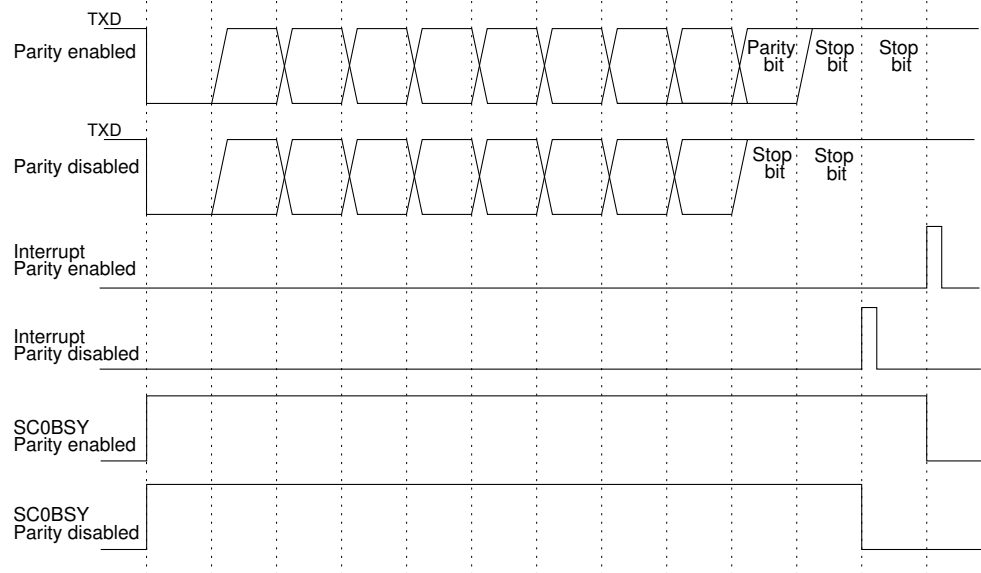 TXD
Parity enabled
Parity bit
Stop bit
Stop bit
TXD
Parity disabled
Stop bit
Stop bit
Interrupt
Parity enabled
Interrupt
Parity disabled
SC0BSY
Parity enabled
SC0BSY
Parity disabled